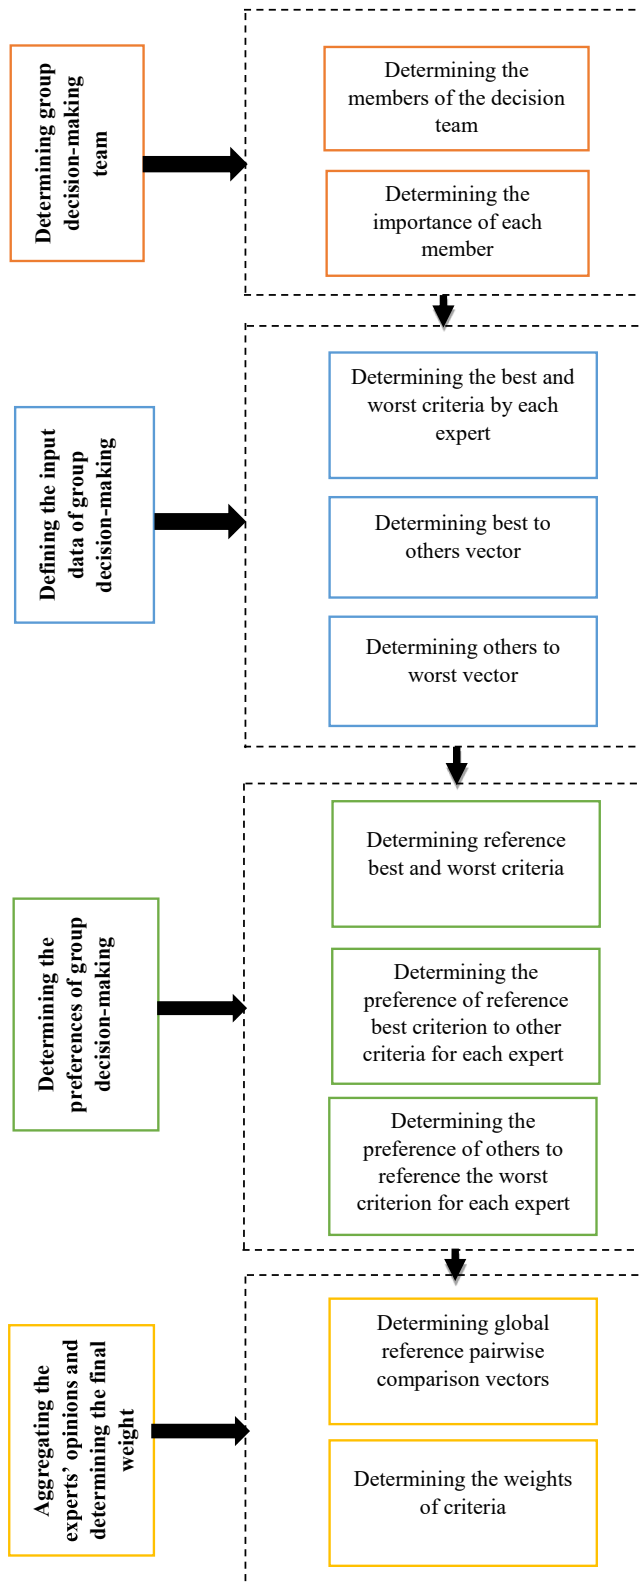 Determining group
decision-making
team
Determining the
members of the decision
team
Determining the
importance of each
member
Defining the input
data of group
decision-making
Determining the best and
worst criteria by each
expert
Determining best to
others vector
Determining others to
worst vector
Determining the
preferences of group
decision-making
Determining reference
best and worst criteria
Determining the
preference of reference
best criterion to other
criteria for each expert
Determining the
preference of others to
reference the worst
criterion for each expert
Aggregating the
experts’ opinions and
determining the final
weight
Determining global
reference pairwise
comparison vectors
Determining the weights
of criteria